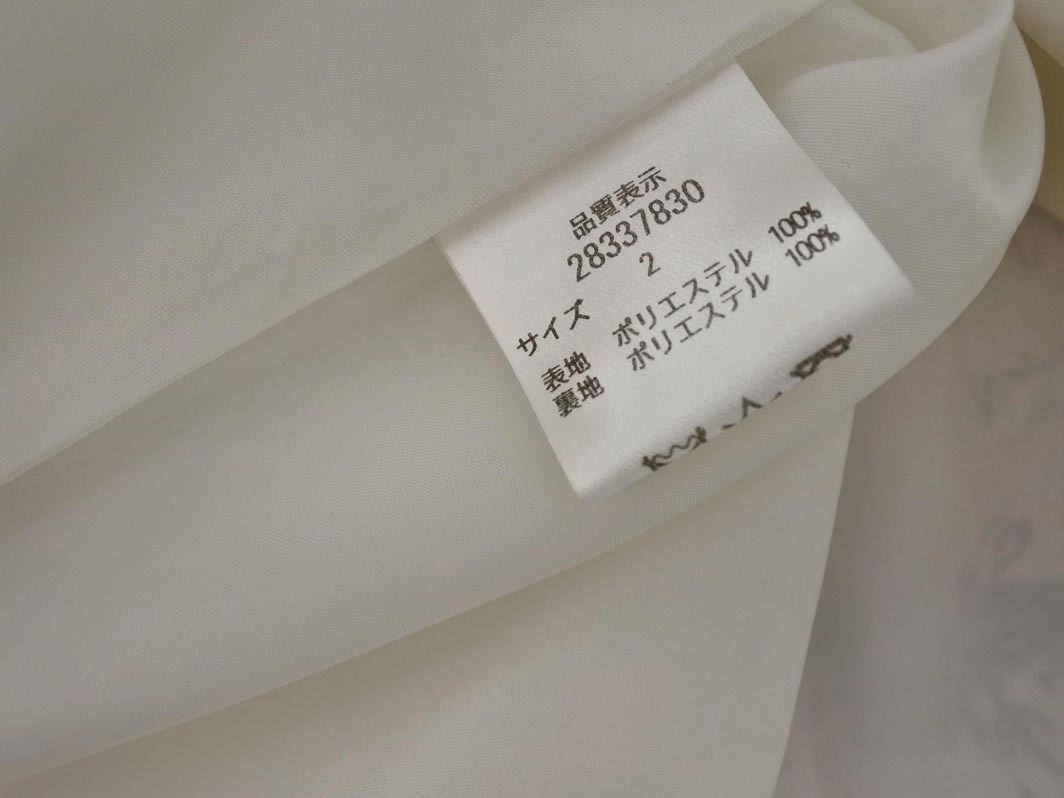 品質表示
28337830
サイズ 2
表地 ポリエステル 100%
裏地 ポリエステル 100%